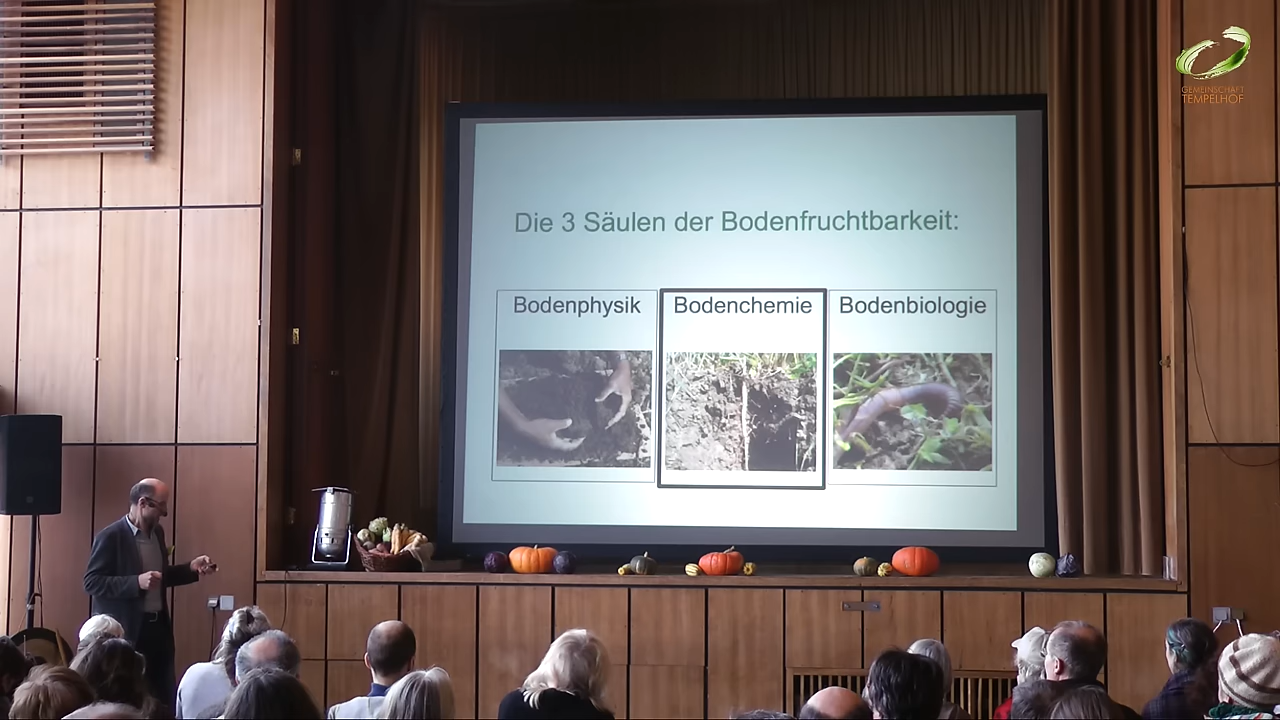 GEMEINSCHAFT
TEMPELHOF
Die 3 Säulen der Bodenfruchtbarkeit:
Bodenphysik
Bodenchemie
Bodenbiologie